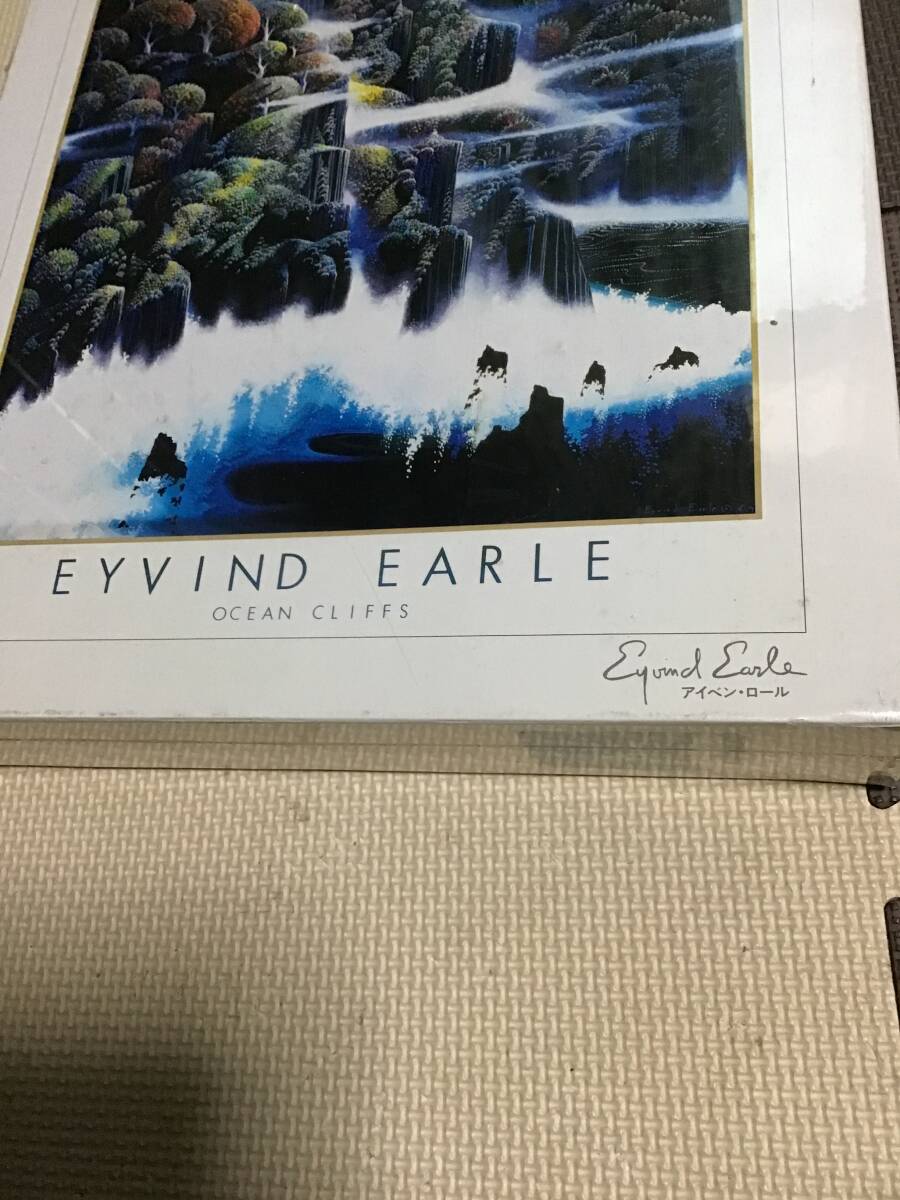 EYVIND EARLE
OCEAN CLIFFS
Eyvind Earle
アイベン・ロール